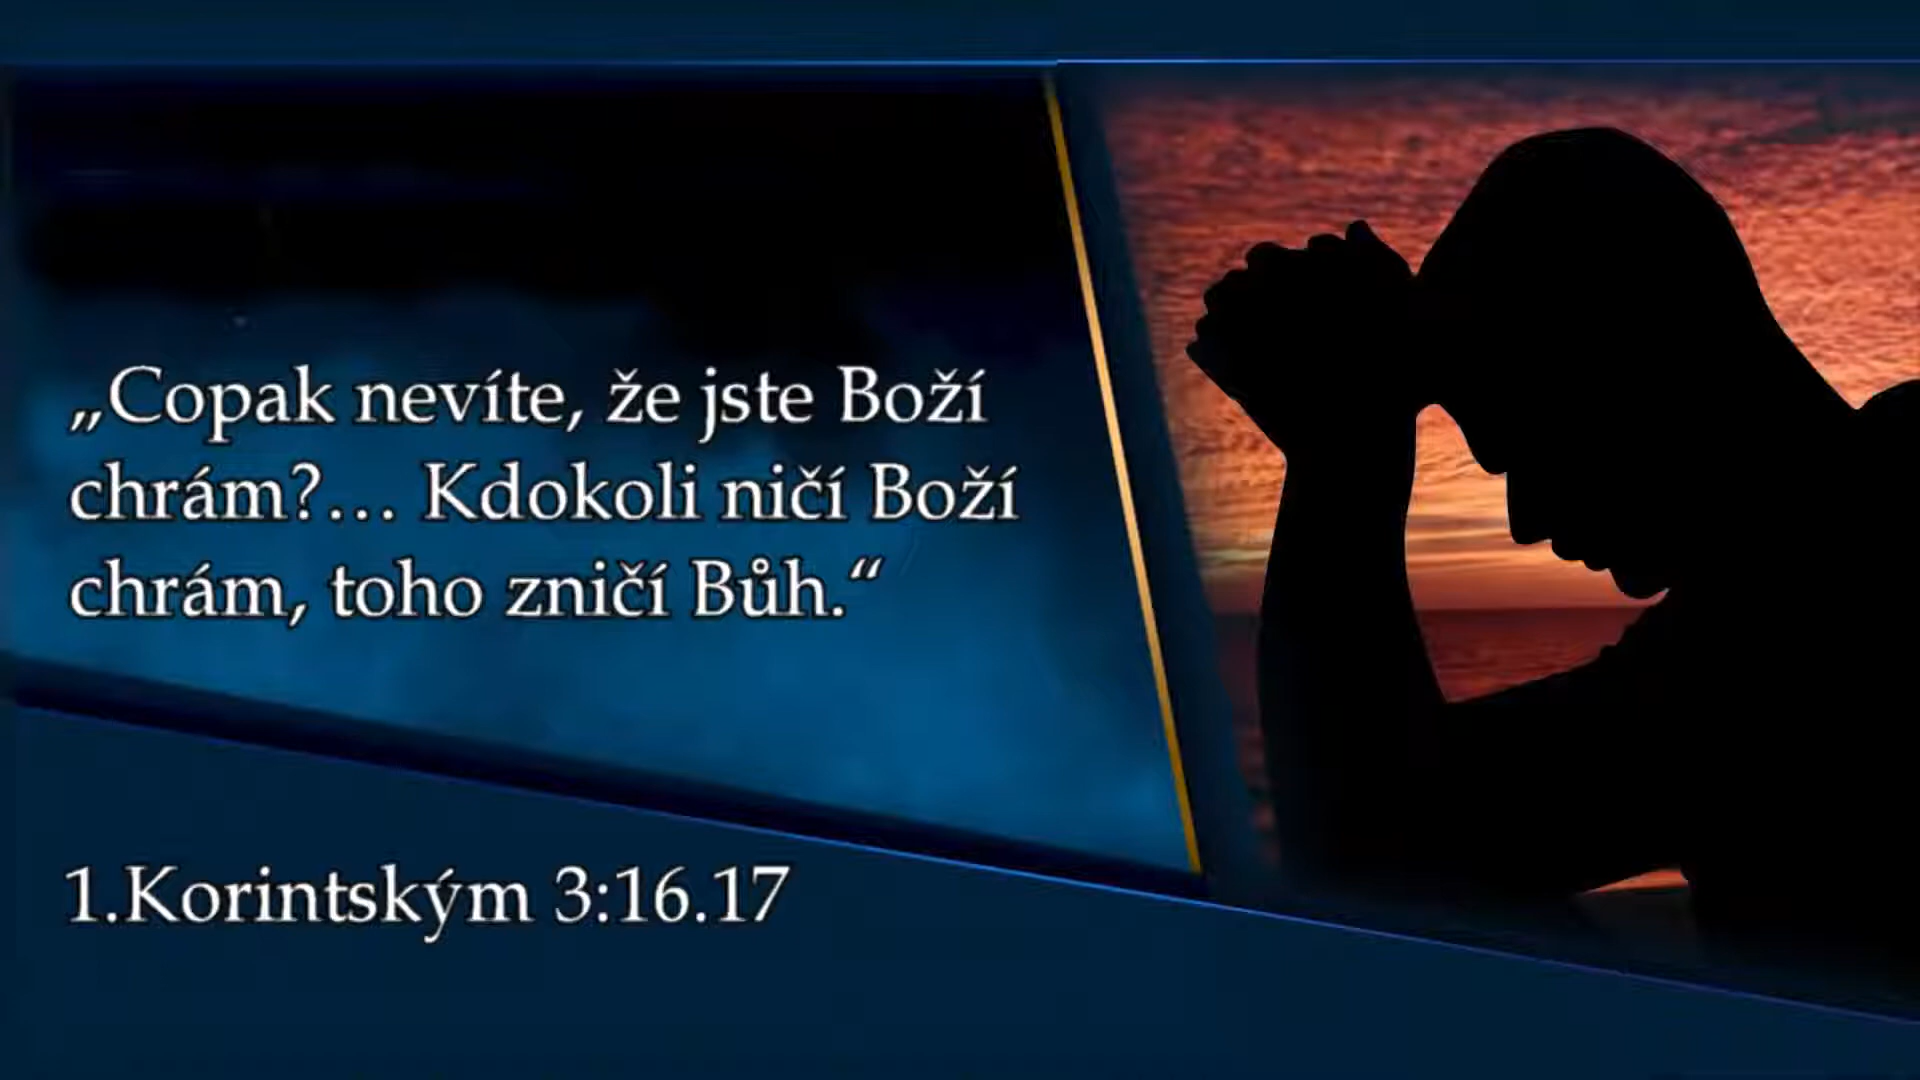 „Copak nevíte, že jste Boží
chrám?… Kdokoli ničí Boží
chrám, toho zničí Bůh.“
1.Korintským 3:16.17